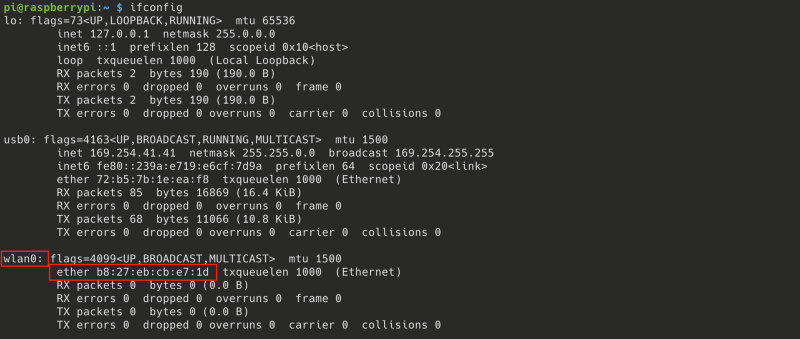 pi@raspberrypi:~ $ ifconfig
lo: flags=73<UP,LOOPBACK,RUNNING>  mtu 65536
        inet 127.0.0.1  netmask 255.0.0.0
        inet6 ::1  prefixlen 128  scopeid 0x10<host>
        loop  txqueuelen 1000  (Local Loopback)
        RX packets 2  bytes 190 (190.0 B)
        RX errors 0  dropped 0  overruns 0  frame 0
        TX packets 2  bytes 190 (190.0 B)
        TX errors 0  dropped 0 overruns 0  carrier 0  collisions 0
usb0: flags=4163<UP,BROADCAST,RUNNING,MULTICAST>  mtu 1500
        inet 169.254.41.41  netmask 255.255.0.0  broadcast 169.254.255.255
        inet6 fe80::239a:e719:e6cf:7d9a  prefixlen 64  scopeid 0x20<link>
        ether 72:b5:7b:1e:ea:f8  txqueuelen 1000  (Ethernet)
        RX packets 85  bytes 16869 (16.4 KiB)
        RX errors 0  dropped 0  overruns 0  frame 0
        TX packets 68  bytes 11066 (10.8 KiB)
        TX errors 0  dropped 0 overruns 0  carrier 0  collisions 0
wlan0: flags=4099<UP,BROADCAST,MULTICAST>  mtu 1500
        ether b8:27:eb:cb:e7:1d  txqueuelen 1000  (Ethernet)
        RX packets 0  bytes 0 (0.0 B)
        RX errors 0  dropped 0  overruns 0  frame 0
        TX packets 0  bytes 0 (0.0 B)
        TX errors 0  dropped 0 overruns 0  carrier 0  collisions 0